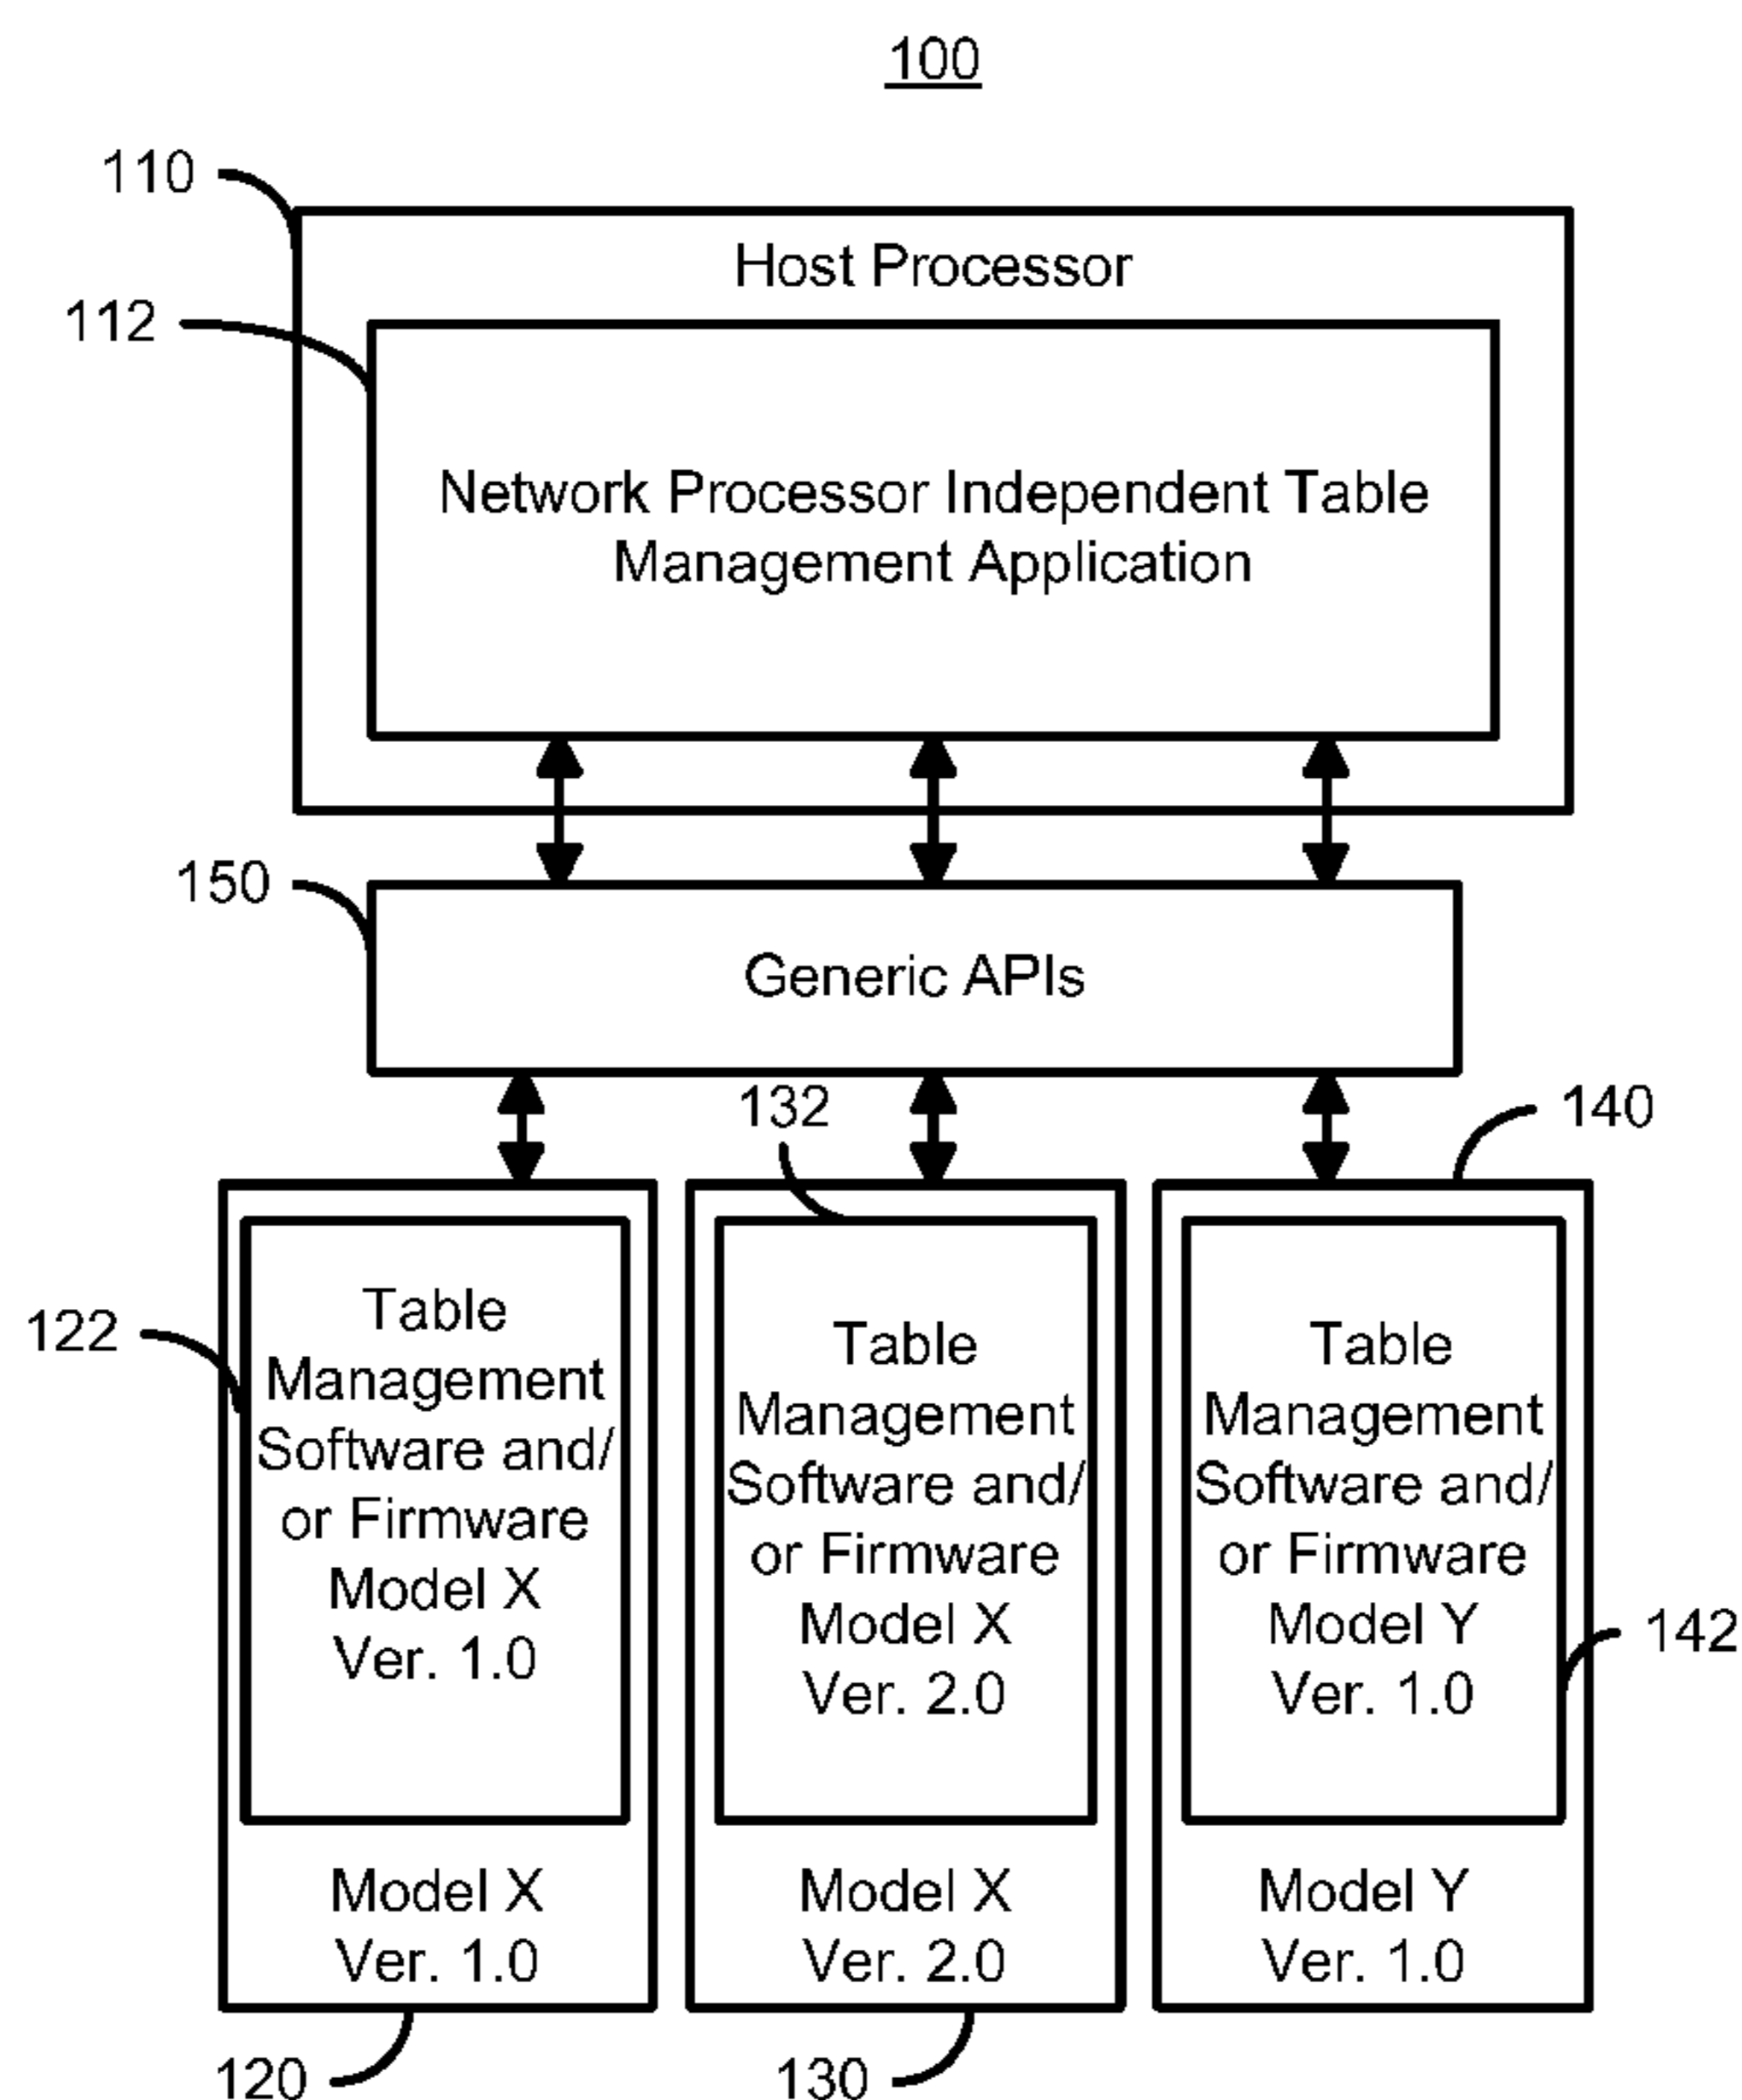 100
110
Host Processor
112
Network Processor Independent Table
Management Application
150
Generic APIs
132
140
122
Table
Management
Software and/
or Firmware
Model X
Ver. 1.0
Table
Management
Software and/
or Firmware
Model X
Ver. 2.0
Table
Management
Software and/
or Firmware
Model Y
Ver. 1.0
142
Model X
Ver. 1.0
Model X
Ver. 2.0
Model Y
Ver. 1.0
120
130